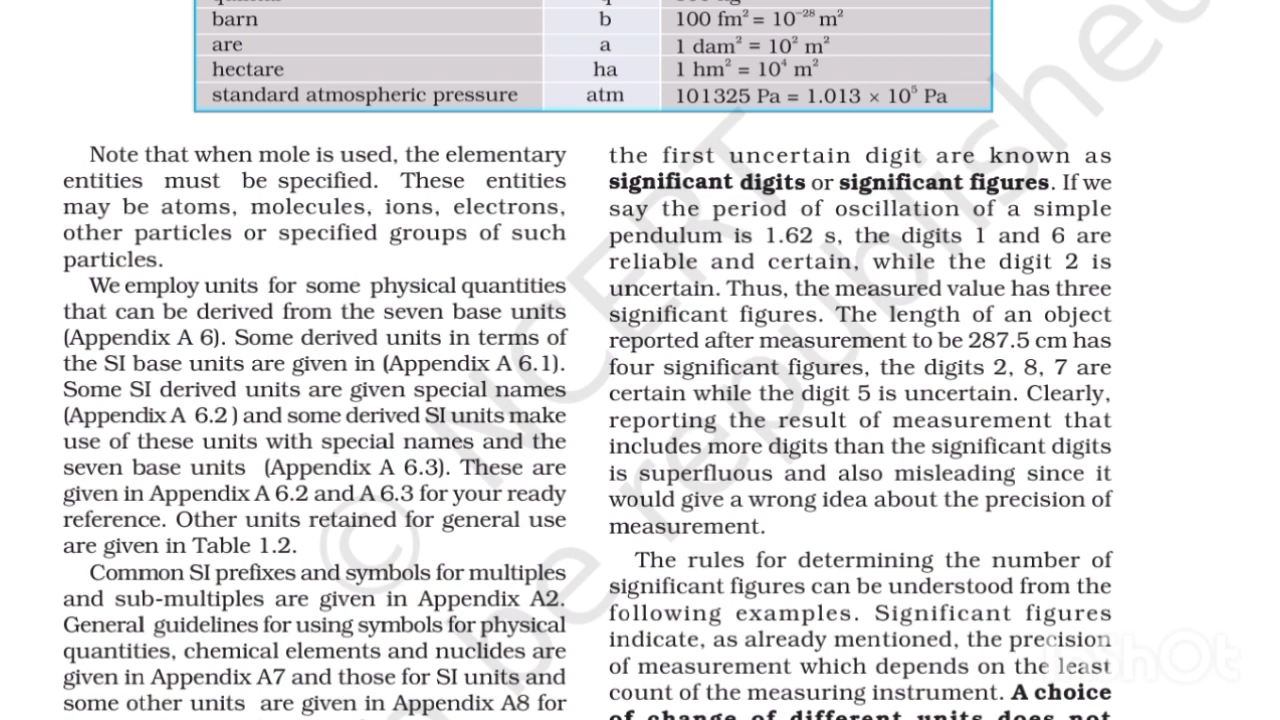 barn b 100 fm² = 10⁻²⁸ m²
are a 1 dam² = 10² m²
hectare ha 1 hm² = 10⁴ m²
standard atmospheric pressure atm 101325 Pa = 1.013 × 10⁵ Pa
Note that when mole is used, the elementary
entities must be specified. These entities
may be atoms, molecules, ions, electrons,
other particles or specified groups of such
particles.
We employ units for some physical quantities
that can be derived from the seven base units
(Appendix A 6). Some derived units in terms of
the SI base units are given in (Appendix A 6.1).
Some SI derived units are given special names
(Appendix A 6.2 ) and some derived SI units make
use of these units with special names and the
seven base units (Appendix A 6.3). These are
given in Appendix A 6.2 and A 6.3 for your ready
reference. Other units retained for general use
are given in Table 1.2.
Common SI prefixes and symbols for multiples
and sub-multiples are given in Appendix A2.
General guidelines for using symbols for physical
quantities, chemical elements and nuclides are
given in Appendix A7 and those for SI units and
some other units are given in Appendix A8 for
the first uncertain digit are known as
significant digits or significant figures. If we
say the period of oscillation of a simple
pendulum is 1.62 s, the digits 1 and 6 are
reliable and certain, while the digit 2 is
uncertain. Thus, the measured value has three
significant figures. The length of an object
reported after measurement to be 287.5 cm has
four significant figures, the digits 2, 8, 7 are
certain while the digit 5 is uncertain. Clearly,
reporting the result of measurement that
includes more digits than the significant digits
is superfluous and also misleading since it
would give a wrong idea about the precision of
measurement.
The rules for determining the number of
significant figures can be understood from the
following examples. Significant figures
indicate, as already mentioned, the precision
of measurement which depends on the least
count of the measuring instrument. A choice
of change of different units does not
© NCERT
be republished